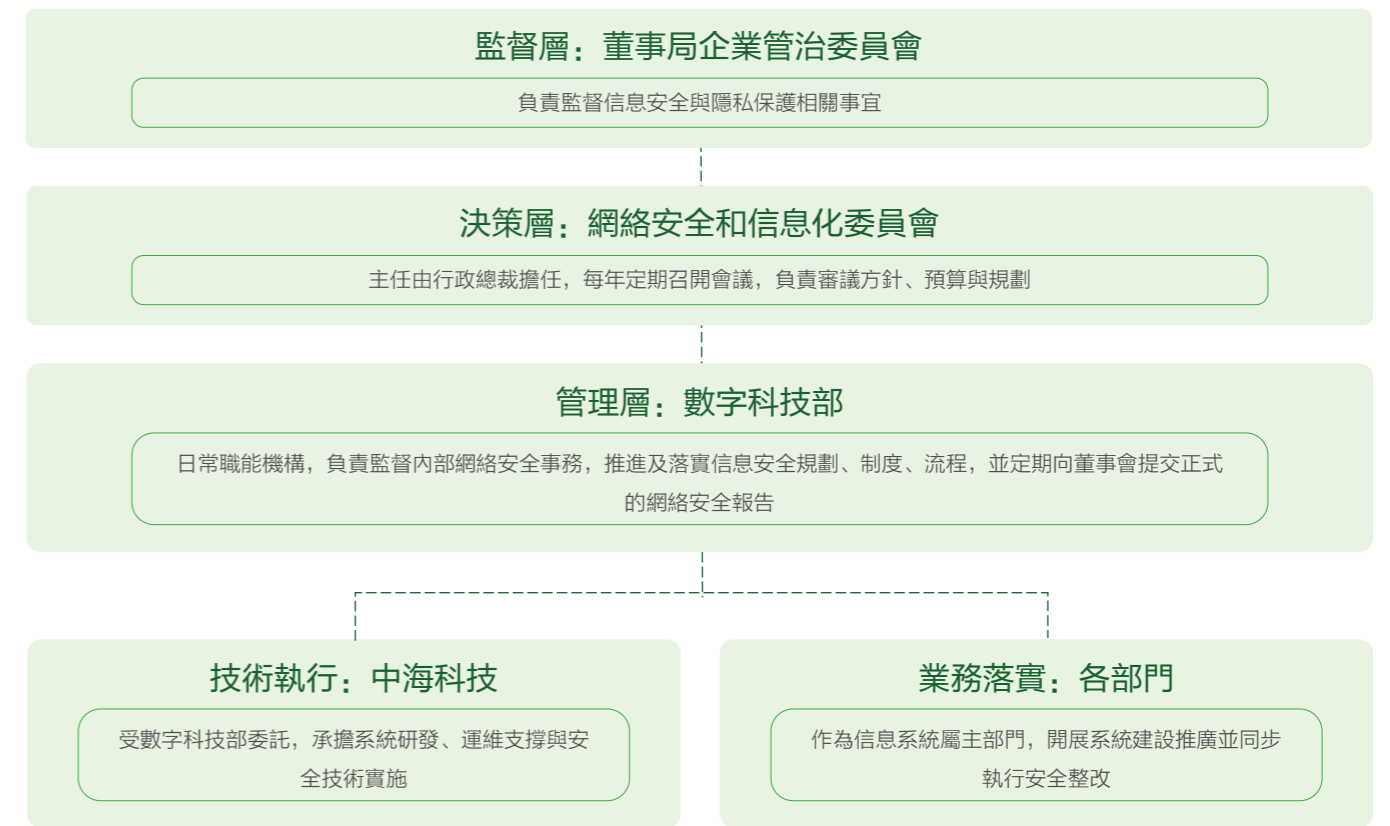 監督層：董事局企業管治委員會
負責監督信息安全與隱私保護相關事宜
決策層：網絡安全和信息化委員會
主任由行政總裁擔任，每年定期召開會議，負責審議方針、預算與規劃
管理層：數字科技部
日常職能機構，負責監督內部網絡安全事務，推進及落實信息安全規劃、制度、流程，並定期向董事會提交正式
的網絡安全報告
技術執行：中海科技
受數字科技部委託，承擔系統研發、運維支撐與安
全技術實施
業務落實：各部門
作為信息系統屬主部門，開展系統建設推廣並同步
執行安全整改